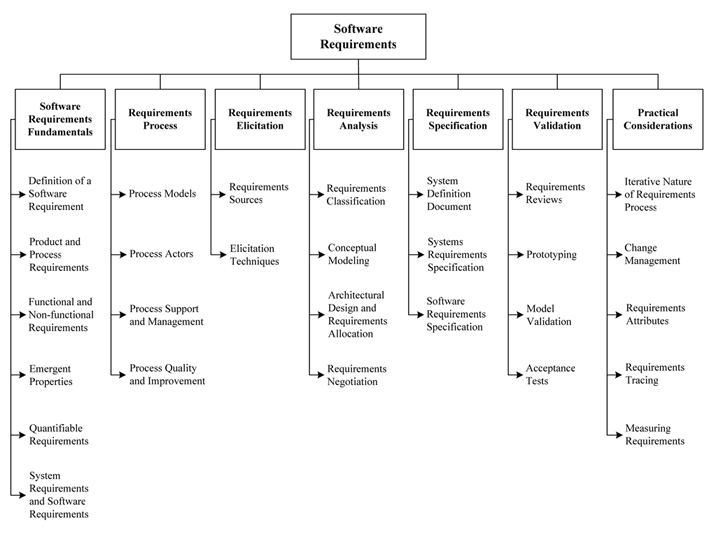 Software
Requirements
Software
Requirements
Fundamentals
Requirements
Process
Requirements
Elicitation
Requirements
Analysis
Requirements
Specification
Requirements
Validation
Practical
Considerations
Definition of a
Software
Requirement
Product and
Process
Requirements
Functional and
Non-functional
Requirements
Emergent
Properties
Quantifiable
Requirements
System
Requirements
and Software
Requirements
Process Models
Process Actors
Process Support
and Management
Process Quality
and Improvement
Requirements
Sources
Elicitation
Techniques
Requirements
Classification
Conceptual
Modeling
Architectural
Design and
Requirements
Allocation
Requirements
Negotiation
System
Definition
Document
Systems
Requirements
Specification
Software
Requirements
Specification
Requirements
Reviews
Prototyping
Model
Validation
Acceptance
Tests
Iterative Nature
of Requirements
Process
Change
Management
Requirements
Attributes
Requirements
Tracing
Measuring
Requirements